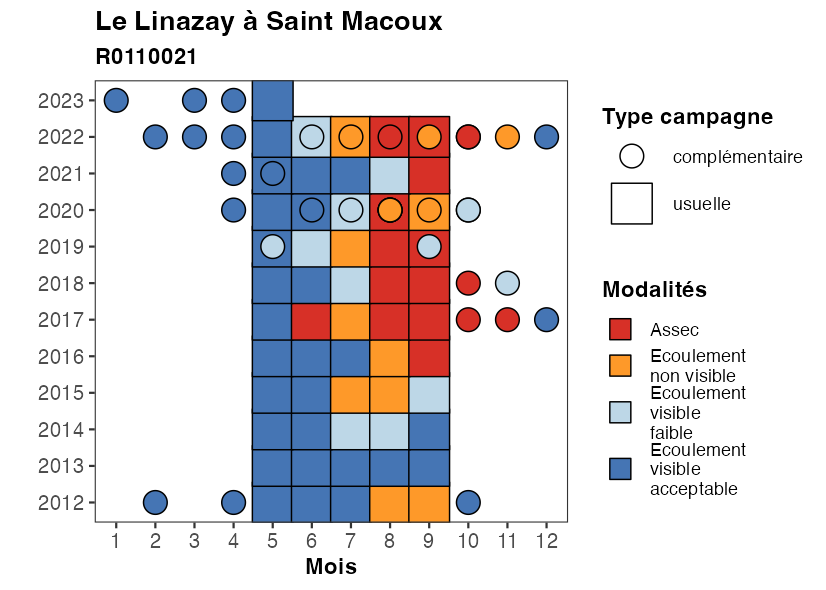 Le Linazay à Saint Macoux
R0110021
2023
2022
2021
2020
2019
2018
2017
2016
2015
2014
2013
2012
1 2 3 4 5 6 7 8 9 10 11 12
Mois
Type campagne
complémentaire
usuelle
Modalités
Assec
Ecoulement
non visible
Ecoulement
visible
faible
Ecoulement
visible
acceptable